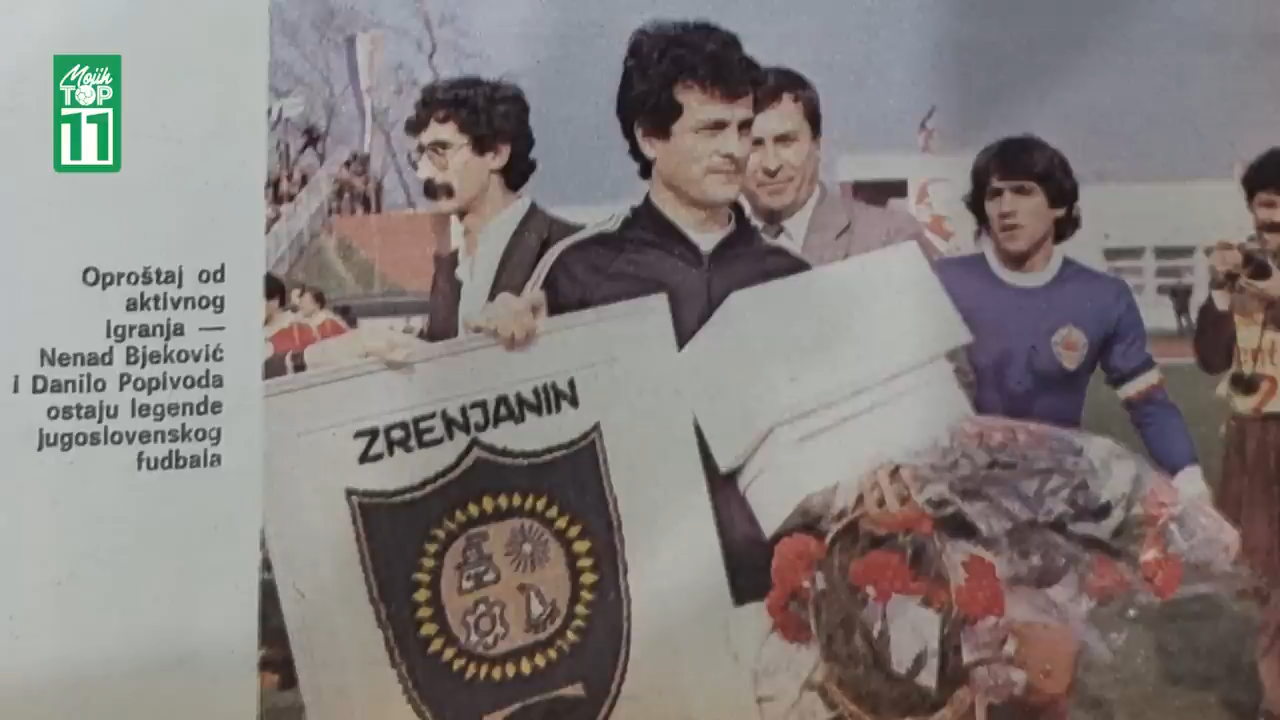 Mojih
TOP
11
Oproštaj od
aktivnog
igranja —
Nenad Bjeković
i Danilo Popivoda
ostaju legende
jugoslovenskog
fudbala
ZRENJANIN